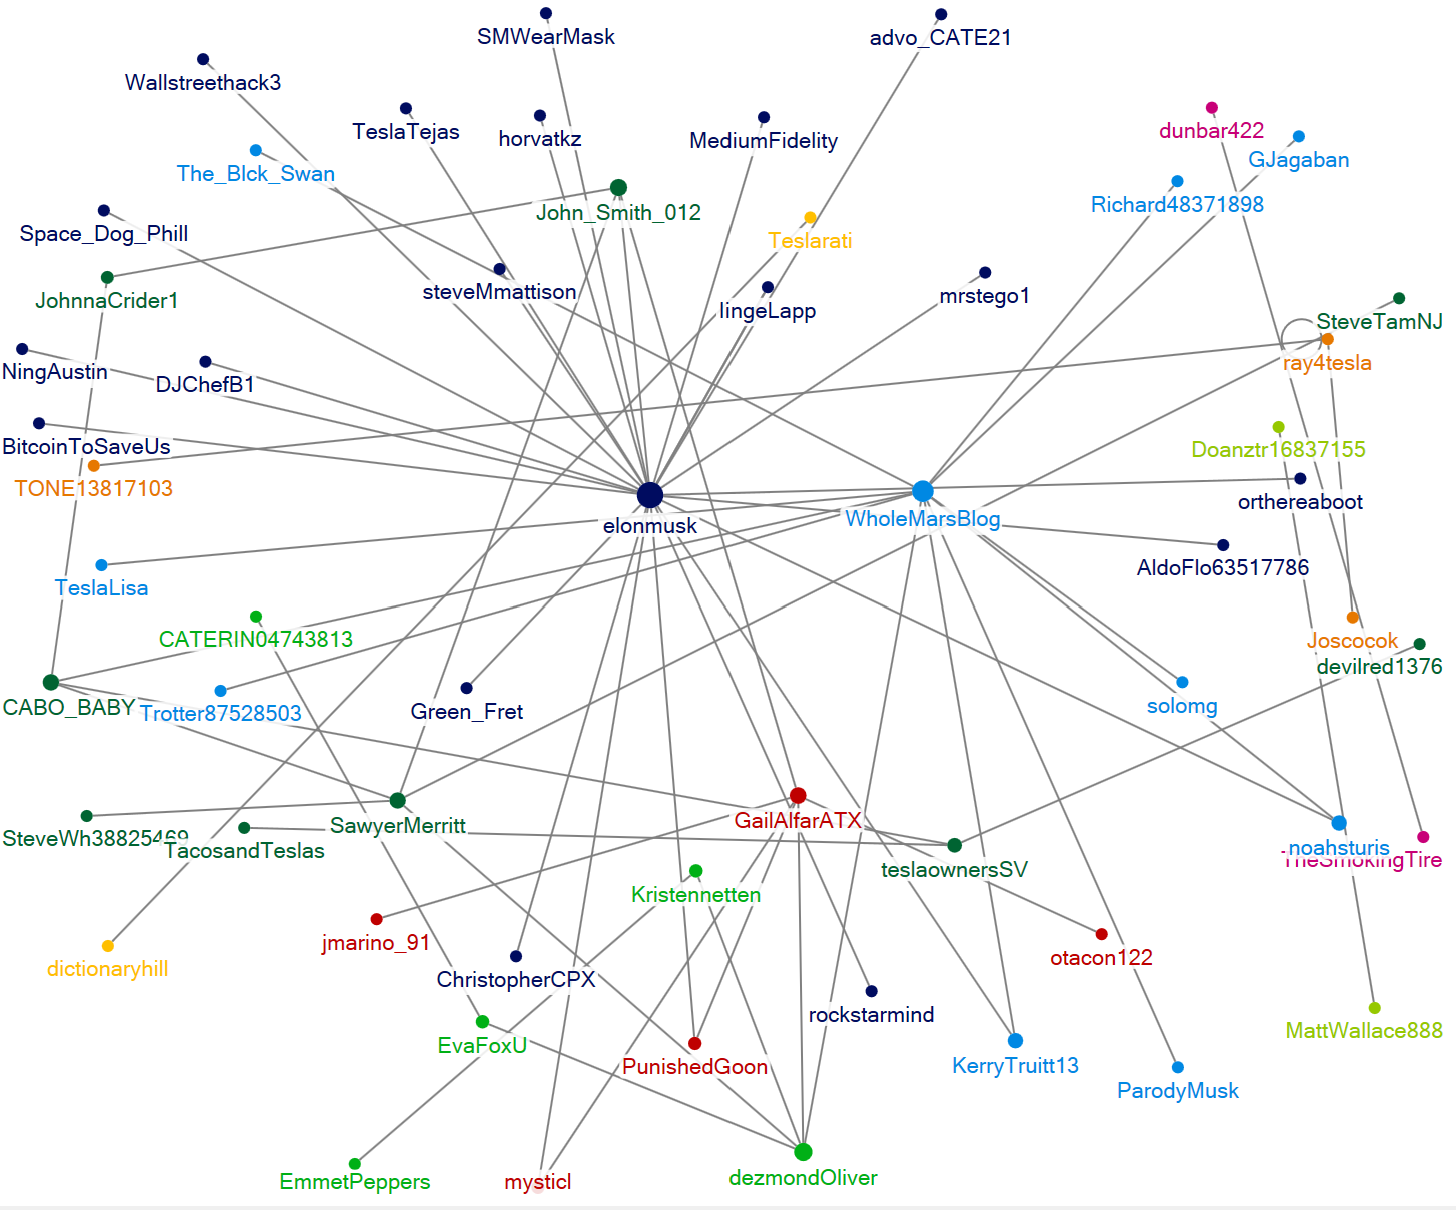 SMWearMask
advo_CATE21
Wallstreethack3
TeslaTejas
horvatkz
MediumFidelity
dunbar422
GJagaban
The_Blck_Swan
Richard48371898
John_Smith_012
Space_Dog_Phill
Teslarati
steveMmattison
mrstego1
JohnnaCrider1
lingeLapp
SteveTamNJ
ray4tesla
NingAustin
DJChefB1
BitcoinToSaveUs
Doanztr16837155
TONE13817103
orthereaboot
elonmusk
WholeMarsBlog
AldoFlo63517786
TeslaLisa
CATERIN04743813
Joscocok
devilred1376
CABO_BABY
Trotter87528503
Green_Fret
solomg
GailAlfarATX
SawyerMerritt
SteveWh38825469
TacosandTeslas
noahsturis
TheSmokingTire
teslaownersSV
Kristennetten
jmarino_91
otacon122
dictionaryhill
ChristopherCPX
rockstarmind
MattWallace888
EvaFoxU
PunishedGoon
KerryTruitt13
ParodyMusk
EmmetPeppers
mysticl
dezmondOliver